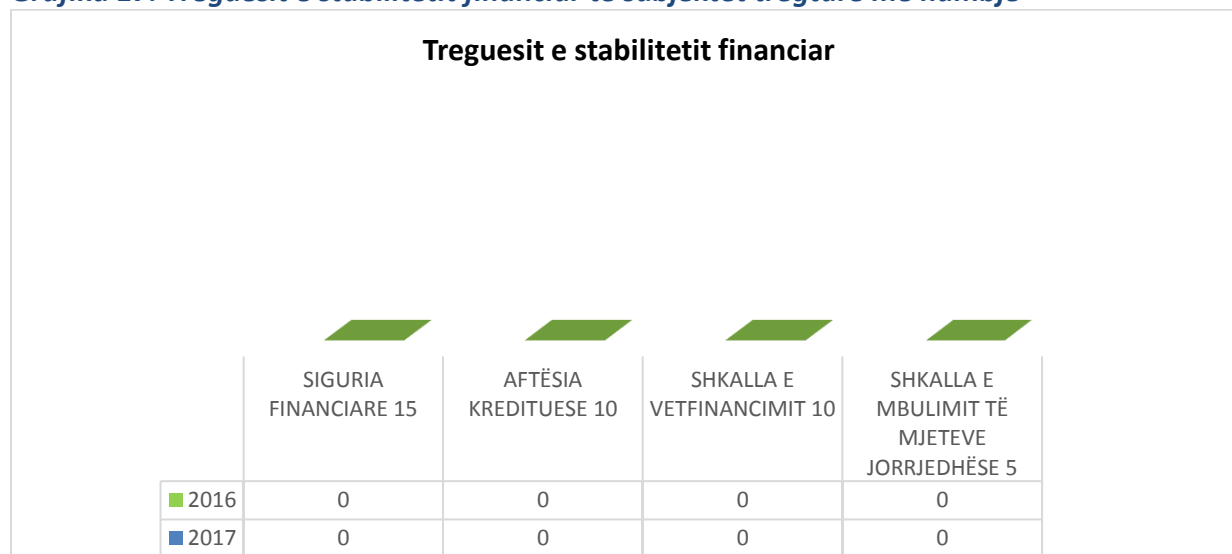 Treguesit e stabilitetit financiar
SIGURIA
FINANCIARE 15
AFTËSIA
KREDITUESE 10
SHKALLA E
VETFINANCIMIT 10
SHKALLA E
MBULIMIT TË
MJETEVE
JORRJEDHËSE 5
2016 0 0 0 0
2017 0 0 0 0